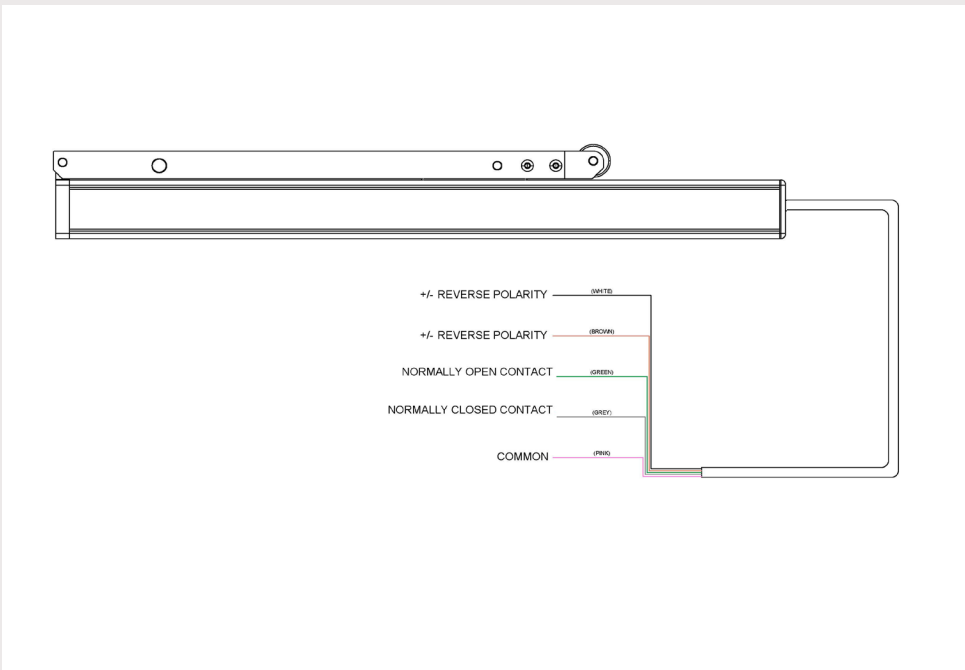 +/- REVERSE POLARITY (WHITE)
+/- REVERSE POLARITY (BROWN)
NORMALLY OPEN CONTACT (GREEN)
NORMALLY CLOSED CONTACT (GREY)
COMMON (PINK)